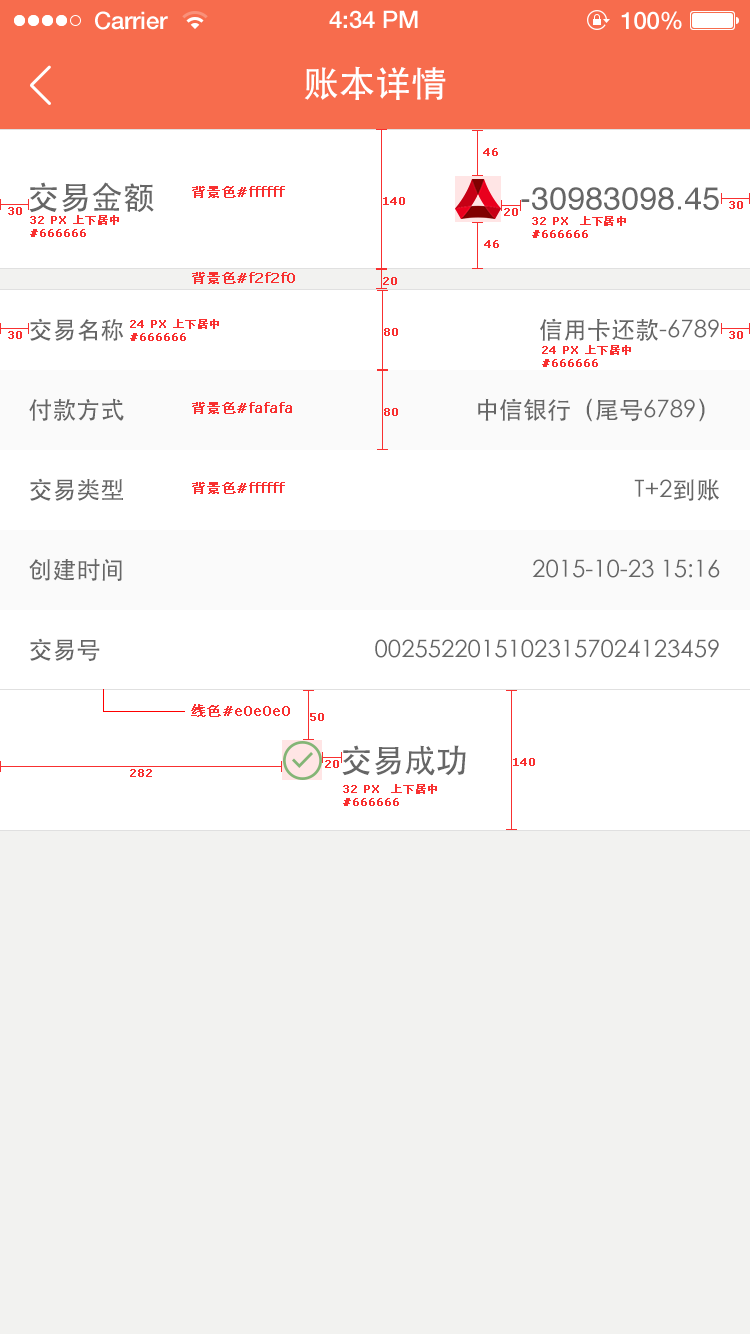 Carrier 4:34 PM 100%
账本详情
46
交易金额 背景色#ffffff 140 20 -30983098.45
30 32 PX 上下居中 #666666 32 PX 上下居中 #666666 30
46
背景色#f2f2f0 20
30 交易名称 24 PX 上下居中 #666666 80 信用卡还款-6789 30
24 PX 上下居中
#666666
付款方式 背景色#fafafa 80 中信银行（尾号6789）
交易类型 背景色#ffffff T+2到账
创建时间 2015-10-23 15:16
交易号 00255220151023157024123459
线色#e0e0e0 50
282 20 交易成功 140
32 PX 上下居中
#666666